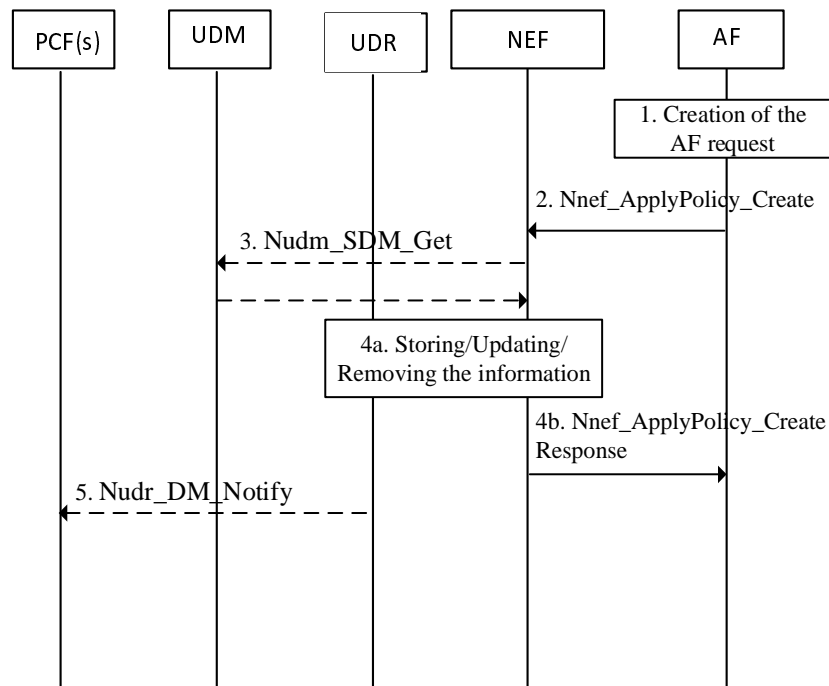 PCF(s)
UDM
UDR
NEF
AF
1. Creation of the
AF request
2. Nnef_ApplyPolicy_Create
3. Nudm_SDM_Get
4a. Storing/Updating/
Removing the information
4b. Nnef_ApplyPolicy_Create
Response
5. Nudr_DM_Notify